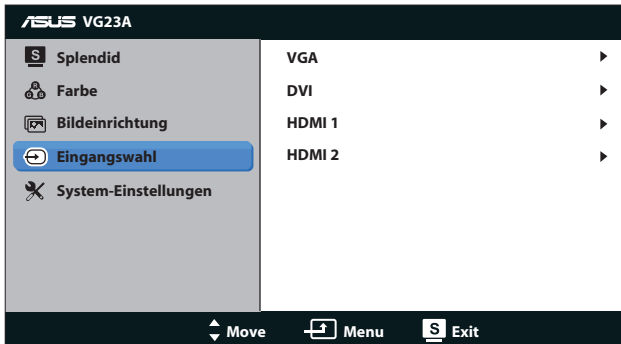 ASUS VG23A
S Splendid
Farbe
Bildeinrichtung
Eingangswahl
System-Einstellungen
VGA
DVI
HDMI 1
HDMI 2
Move Menu S Exit